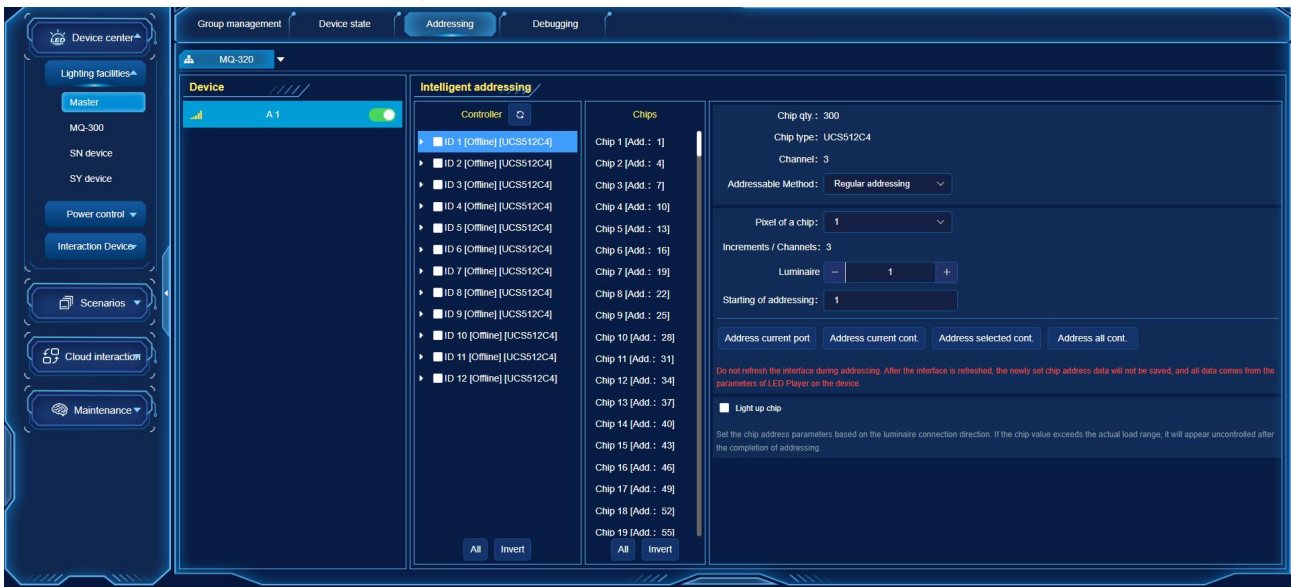 Group management Device state Addressing Debugging
LED Device center
MQ-320
Lighting facilities
Master
MQ-300
SN device
SY device
Power control
Interaction Device
Scenarios
Cloud interaction
Maintenance
Device
A:1
Intelligent addressing
Controller
ID 1 [Offline] [UCS512C4]
ID 2 [Offline] [UCS512C4]
ID 3 [Offline] [UCS512C4]
ID 4 [Offline] [UCS512C4]
ID 5 [Offline] [UCS512C4]
ID 6 [Offline] [UCS512C4]
ID 7 [Offline] [UCS512C4]
ID 8 [Offline] [UCS512C4]
ID 9 [Offline] [UCS512C4]
ID 10 [Offline] [UCS512C4]
ID 11 [Offline] [UCS512C4]
ID 12 [Offline] [UCS512C4]
All Invert
Chips
Chip 1 [Add.: 1]
Chip 2 [Add.: 4]
Chip 3 [Add.: 7]
Chip 4 [Add.: 10]
Chip 5 [Add.: 13]
Chip 6 [Add.: 16]
Chip 7 [Add.: 19]
Chip 8 [Add.: 22]
Chip 9 [Add.: 25]
Chip 10 [Add.: 28]
Chip 11 [Add.: 31]
Chip 12 [Add.: 34]
Chip 13 [Add.: 37]
Chip 14 [Add.: 40]
Chip 15 [Add.: 43]
Chip 16 [Add.: 46]
Chip 17 [Add.: 49]
Chip 18 [Add.: 52]
Chip 19 [Add.: 55]
All Invert
Chip qty.: 300
Chip type: UCS512C4
Channel: 3
Addressable Method: Regular addressing
Pixel of a chip: 1
Increments / Channels: 3
Luminaire − 1 +
Starting of addressing: 1
Address current port Address current cont. Address selected cont. Address all cont.
Do not refresh the interface during addressing. After the interface is refreshed, the newly set chip address data will not be saved, and all data comes from the
parameters of LED Player on the device.
Light up chip
Set the chip address parameters based on the luminaire connection direction. If the chip value exceeds the actual load range, it will appear uncontrolled after
the completion of addressing.